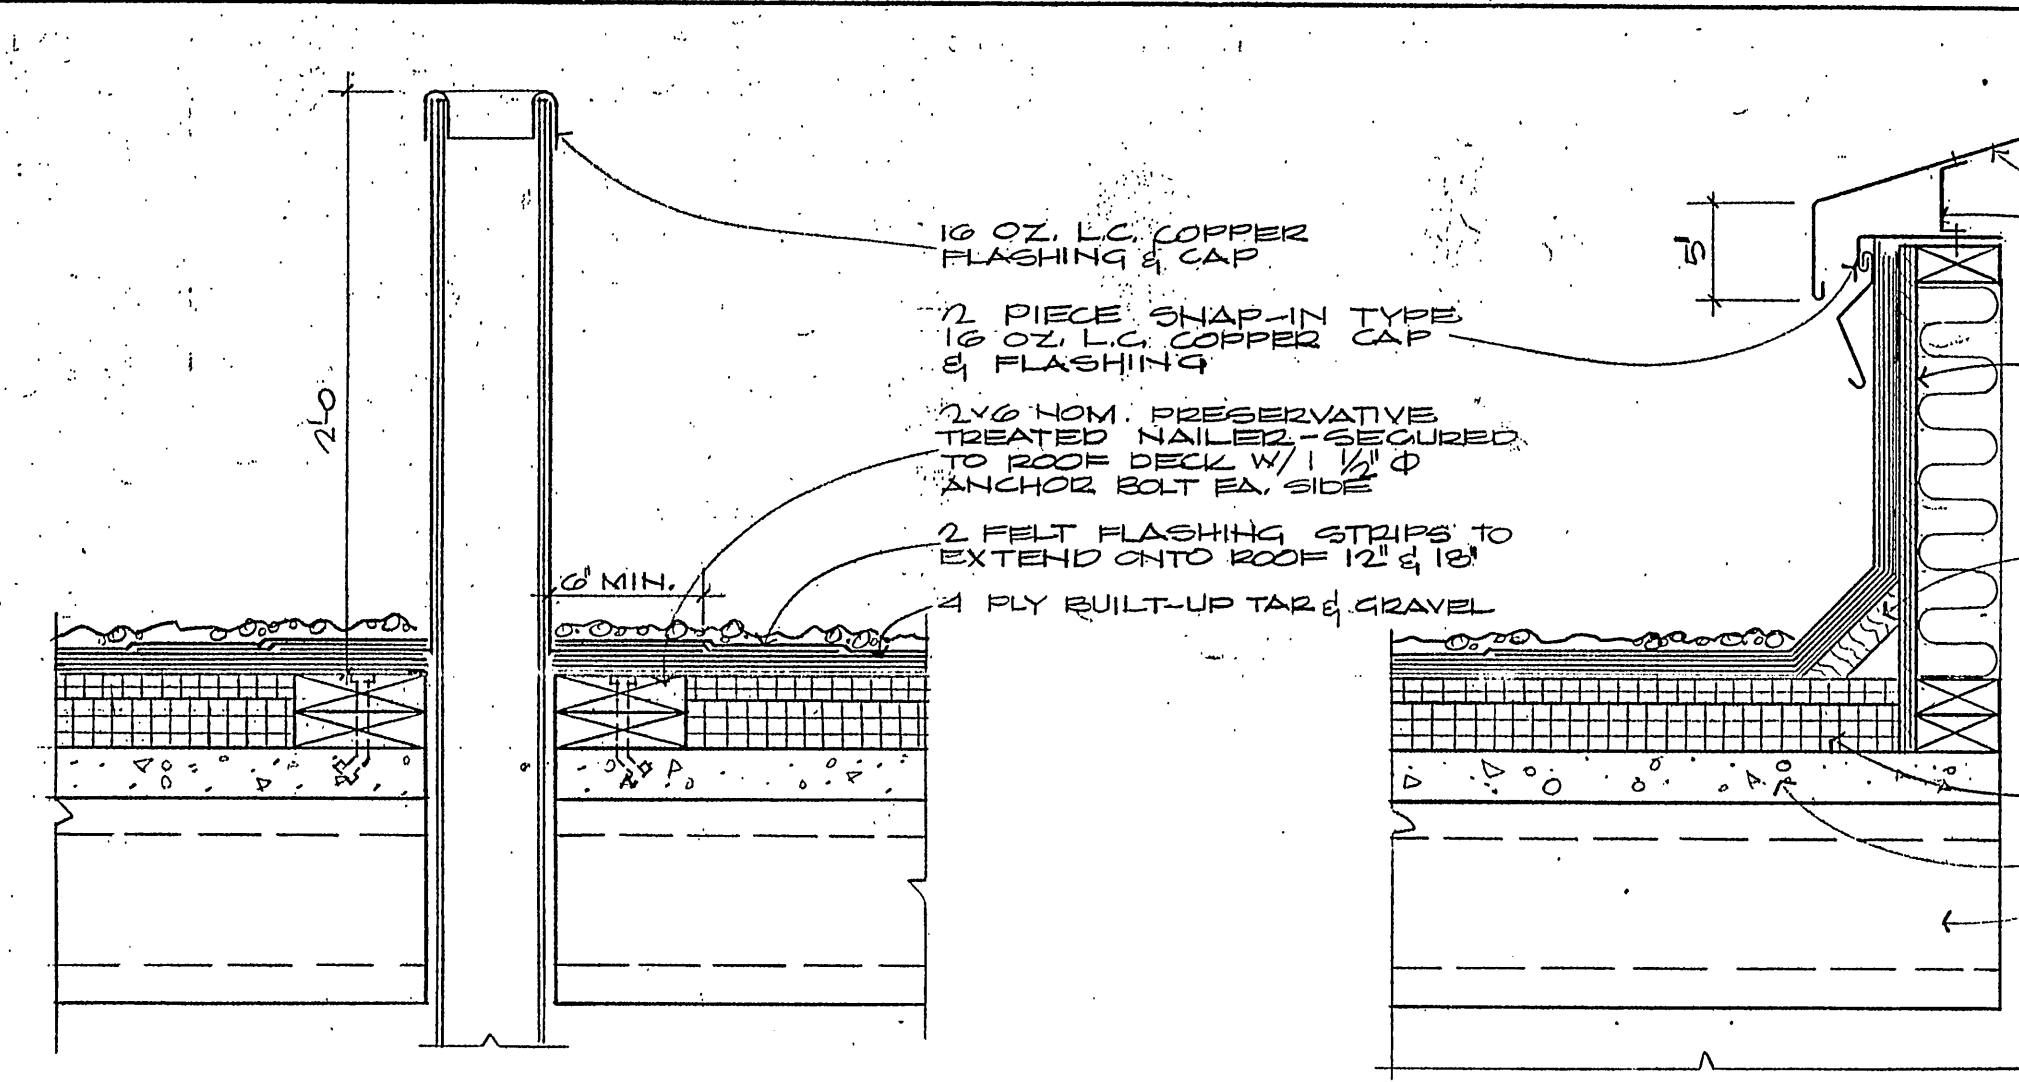 16 OZ. L.C. COPPER
FLASHING & CAP
2 PIECE SNAP-IN TYPE
16 OZ. L.C. COPPER CAP
& FLASHING
2x6 NOM. PRESERVATIVE
TREATED NAILER-SECURED
TO ROOF DECK W/ 1 1/2" Φ
ANCHOR BOLT EA. SIDE
2 FELT FLASHING STRIPS TO
EXTEND ONTO ROOF 12" & 18"
4 PLY BUILT-UP TAR & GRAVEL
6" MIN.
2'-0
5"